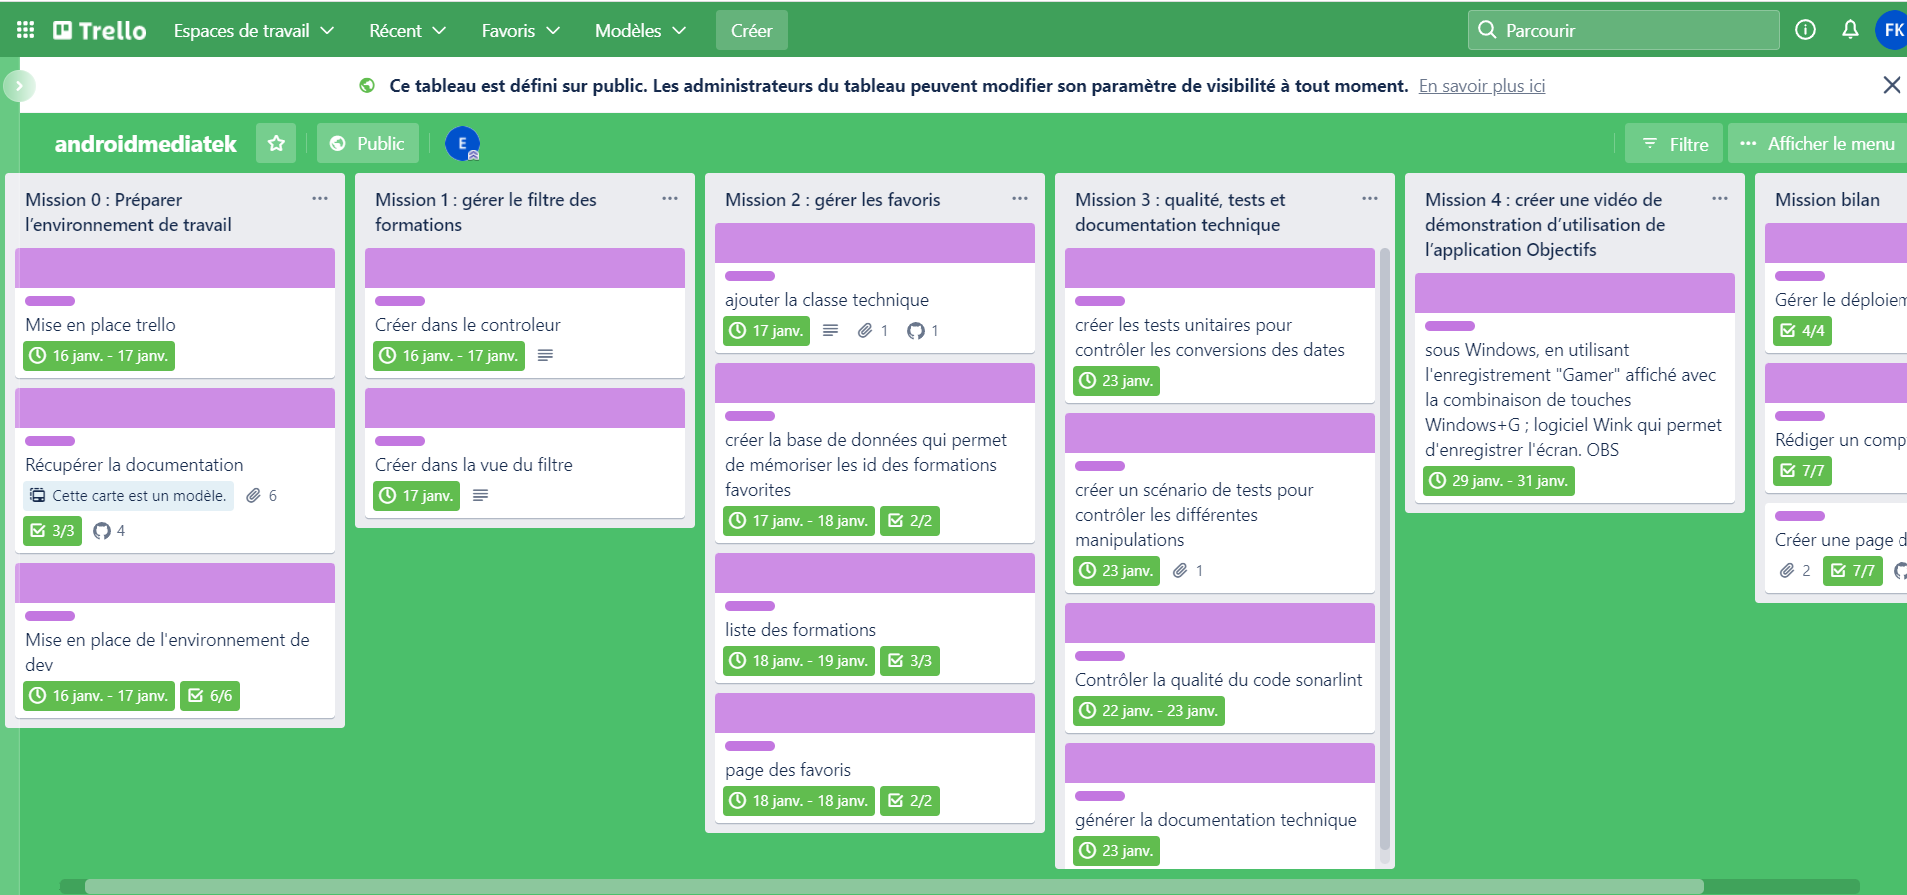 Trello
Espaces de travail
Récent
Favoris
Modèles
Créer
Parcourir
FK
Ce tableau est défini sur public. Les administrateurs du tableau peuvent modifier son paramètre de visibilité à tout moment. En savoir plus ici
androidmediatek
Public
E
Filtre
Afficher le menu
Mission 0 : Préparer
l'environnement de travail
Mise en place trello
16 janv. - 17 janv.
Récupérer la documentation
Cette carte est un modèle. 6
3/3 4
Mise en place de l'environnement de
dev
16 janv. - 17 janv. 6/6
Mission 1 : gérer le filtre des
formations
Créer dans le controleur
16 janv. - 17 janv.
Créer dans la vue du filtre
17 janv.
Mission 2 : gérer les favoris
ajouter la classe technique
17 janv. 1 1
créer la base de données qui permet
de mémoriser les id des formations
favorites
17 janv. - 18 janv. 2/2
liste des formations
18 janv. - 19 janv. 3/3
page des favoris
18 janv. - 18 janv. 2/2
Mission 3 : qualité, tests et
documentation technique
créer les tests unitaires pour
contrôler les conversions des dates
23 janv.
créer un scénario de tests pour
contrôler les différentes
manipulations
23 janv. 1
Contrôler la qualité du code sonarlint
22 janv. - 23 janv.
générer la documentation technique
23 janv.
Mission 4 : créer une vidéo de
démonstration d'utilisation de
l'application Objectifs
sous Windows, en utilisant
l'enregistrement "Gamer" affiché avec
la combinaison de touches
Windows+G ; logiciel Wink qui permet
d'enregistrer l'écran. OBS
29 janv. - 31 janv.
Mission bilan
Gérer le déploiem
4/4
Rédiger un comp
7/7
Créer une page d
2 7/7